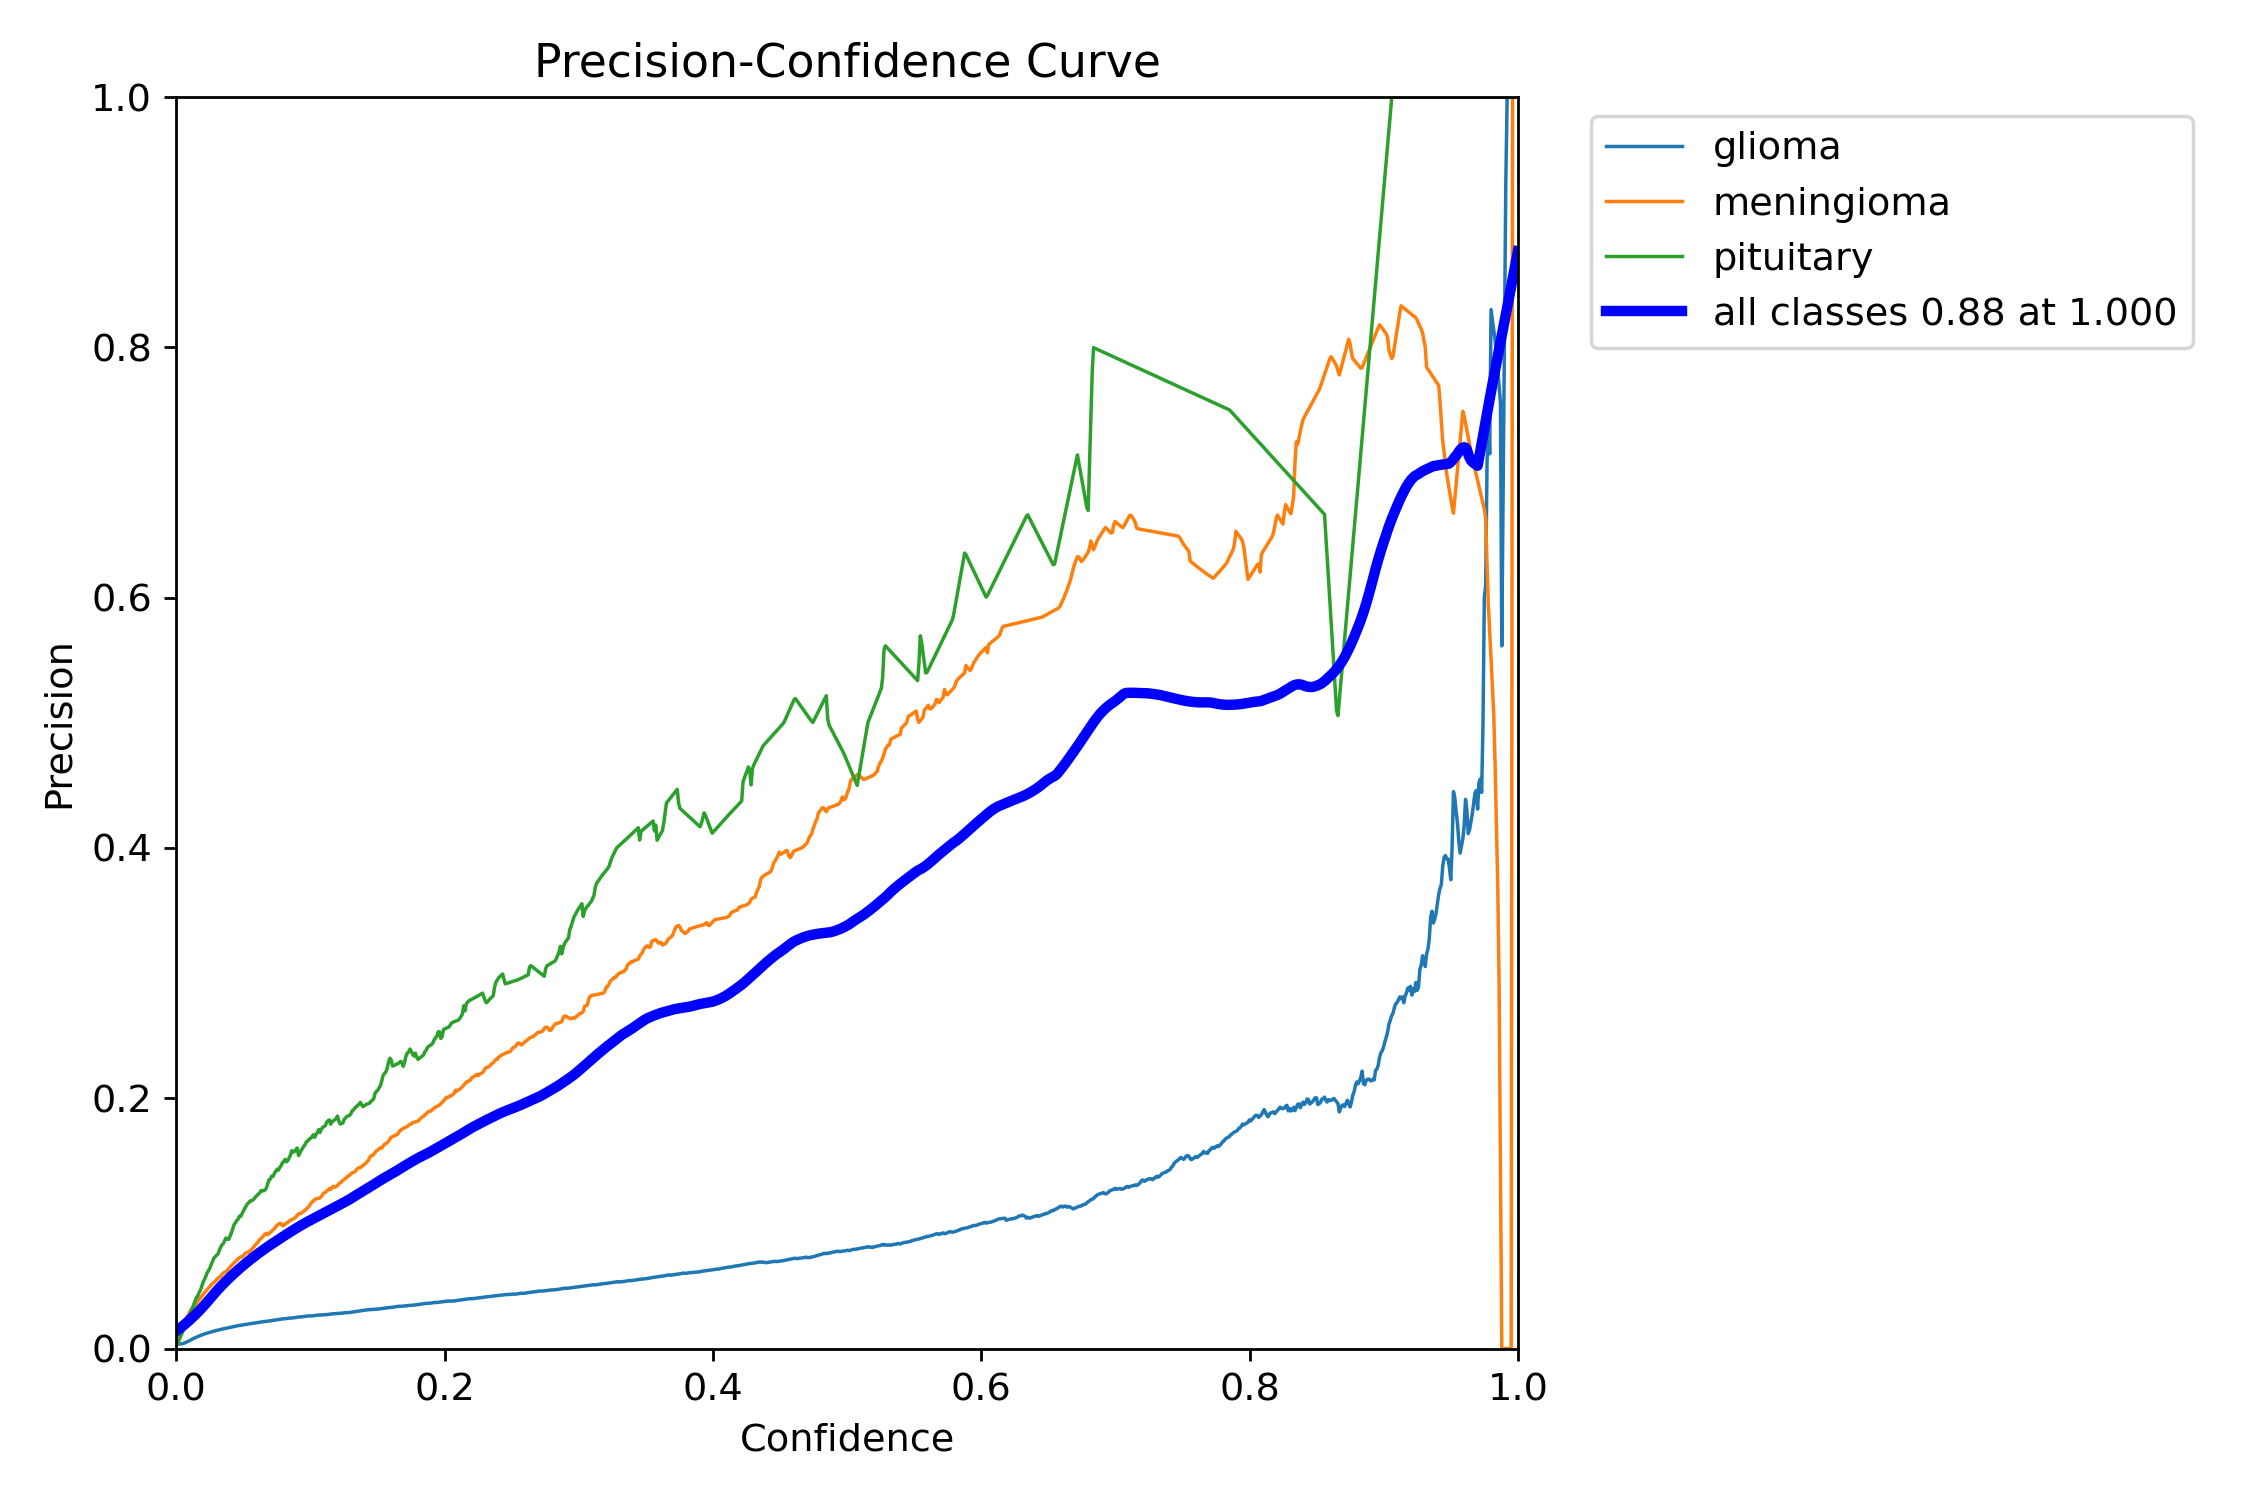 Precision-Confidence Curve
1.0
0.8
0.6
0.4
0.2
0.0
Precision
0.0 0.2 0.4 0.6 0.8 1.0
Confidence
glioma
meningioma
pituitary
all classes 0.88 at 1.000